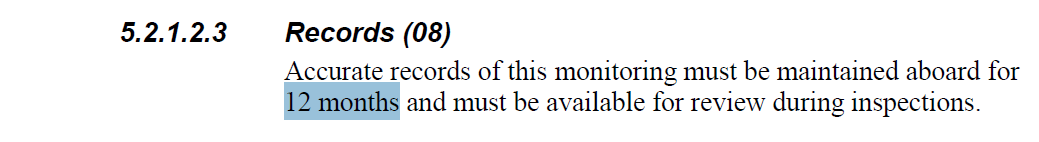 5.2.1.2.3 Records (08)
Accurate records of this monitoring must be maintained aboard for
12 months and must be available for review during inspections.